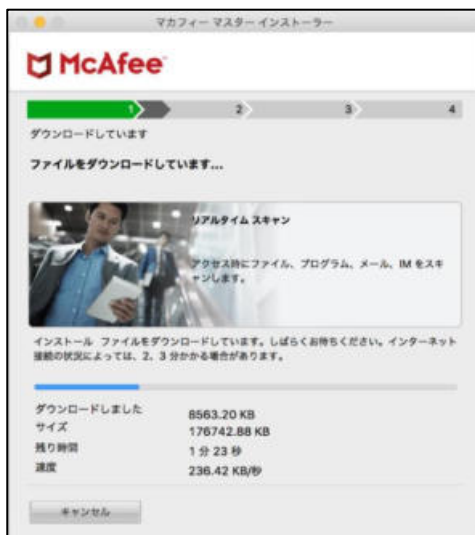 マカフィー マスター インストーラー
McAfee
1 2 3 4
ダウンロードしています
ファイルをダウンロードしています...
リアルタイム スキャン
アクセス時にファイル、プログラム、メール、IM をスキ
ャンします。
インストール ファイルをダウンロードしています。しばらくお待ちください。インターネット
接続の状況によっては、2、3 分かかる場合があります。
ダウンロードしました 8563.20 KB
サイズ 176742.88 KB
残り時間 1 分 23 秒
速度 236.42 KB/秒
キャンセル